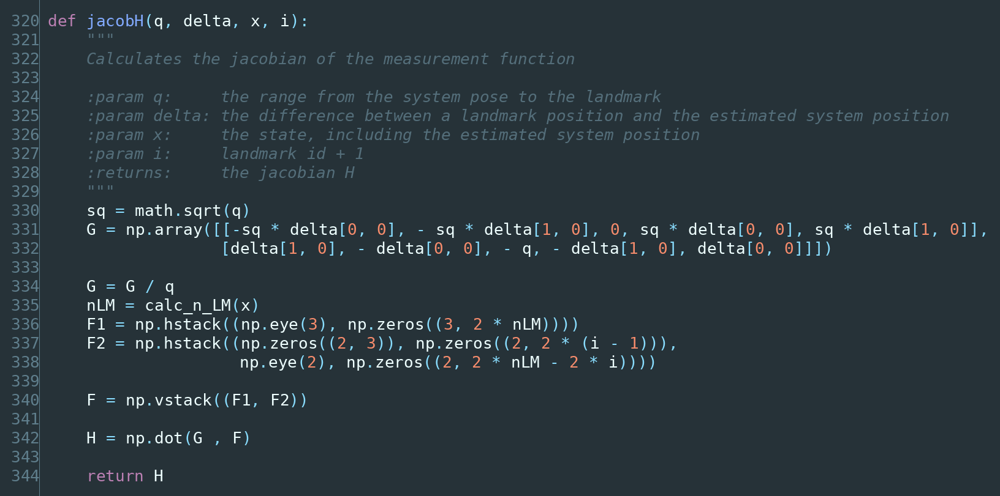 320 def jacobH(q, delta, x, i):
321     """
322     Calculates the jacobian of the measurement function
323
324     :param q:     the range from the system pose to the landmark
325     :param delta: the difference between a landmark position and the estimated system position
326     :param x:     the state, including the estimated system position
327     :param i:     landmark id + 1
328     :returns:     the jacobian H
329     """
330     sq = math.sqrt(q)
331     G = np.array([[-sq * delta[0, 0], - sq * delta[1, 0], 0, sq * delta[0, 0], sq * delta[1, 0]],
332                   [delta[1, 0], - delta[0, 0], - q, - delta[1, 0], delta[0, 0]]])
333
334     G = G / q
335     nLM = calc_n_LM(x)
336     F1 = np.hstack((np.eye(3), np.zeros((3, 2 * nLM))))
337     F2 = np.hstack((np.zeros((2, 3)), np.zeros((2, 2 * (i - 1))),
338                     np.eye(2), np.zeros((2, 2 * nLM - 2 * i))))
339
340     F = np.vstack((F1, F2))
341
342     H = np.dot(G , F)
343
344     return H